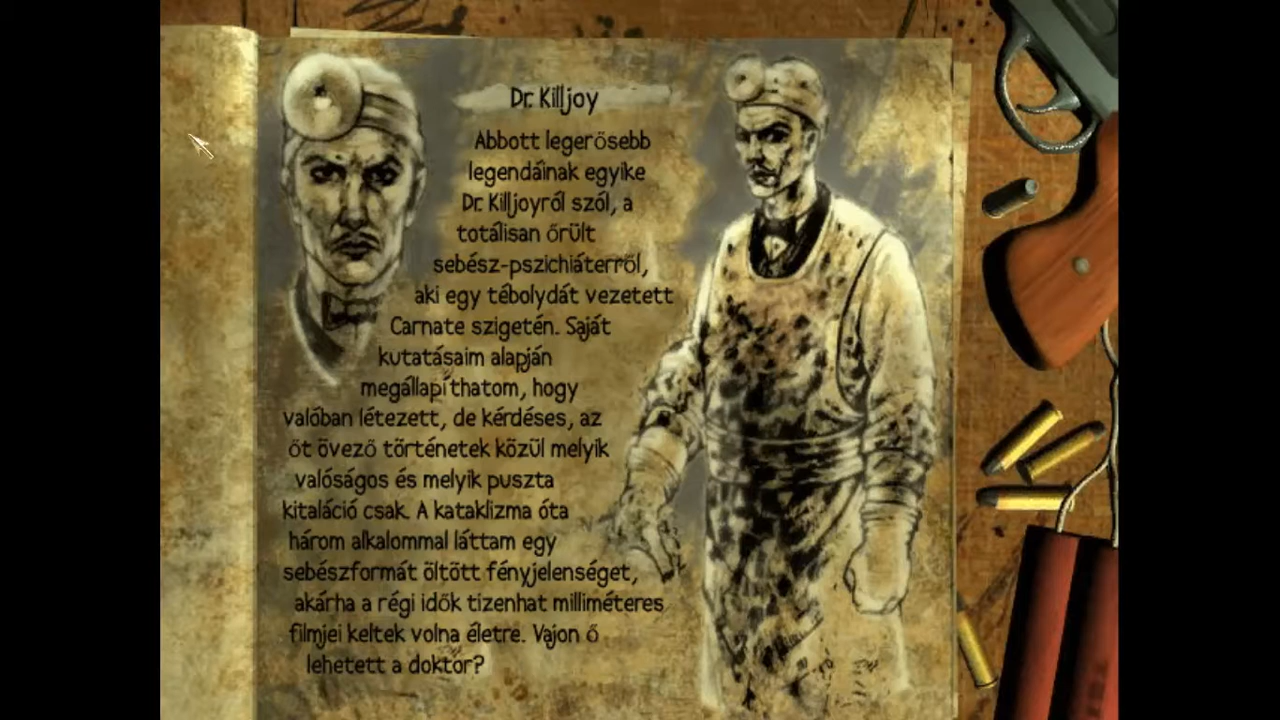 Dr. Killjoy
Abbott legerősebb
legendáinak egyike
Dr. Killjoyról szól, a
totálisan őrült
sebész-pszichiáterről,
aki egy tébolydát vezetett
Carnate szigetén. Saját
kutatásaim alapján
megállapíthatom, hogy
valóban létezett, de kérdéses, az
őt övező történetek közül melyik
valóságos és melyik puszta
kitaláció csak. A kataklizma óta
három alkalommal láttam egy
sebészformát öltött fényjelenséget,
akárha a régi idők tizenhat milliméteres
filmjei keltek volna életre. Vajon ő
lehetett a doktor?